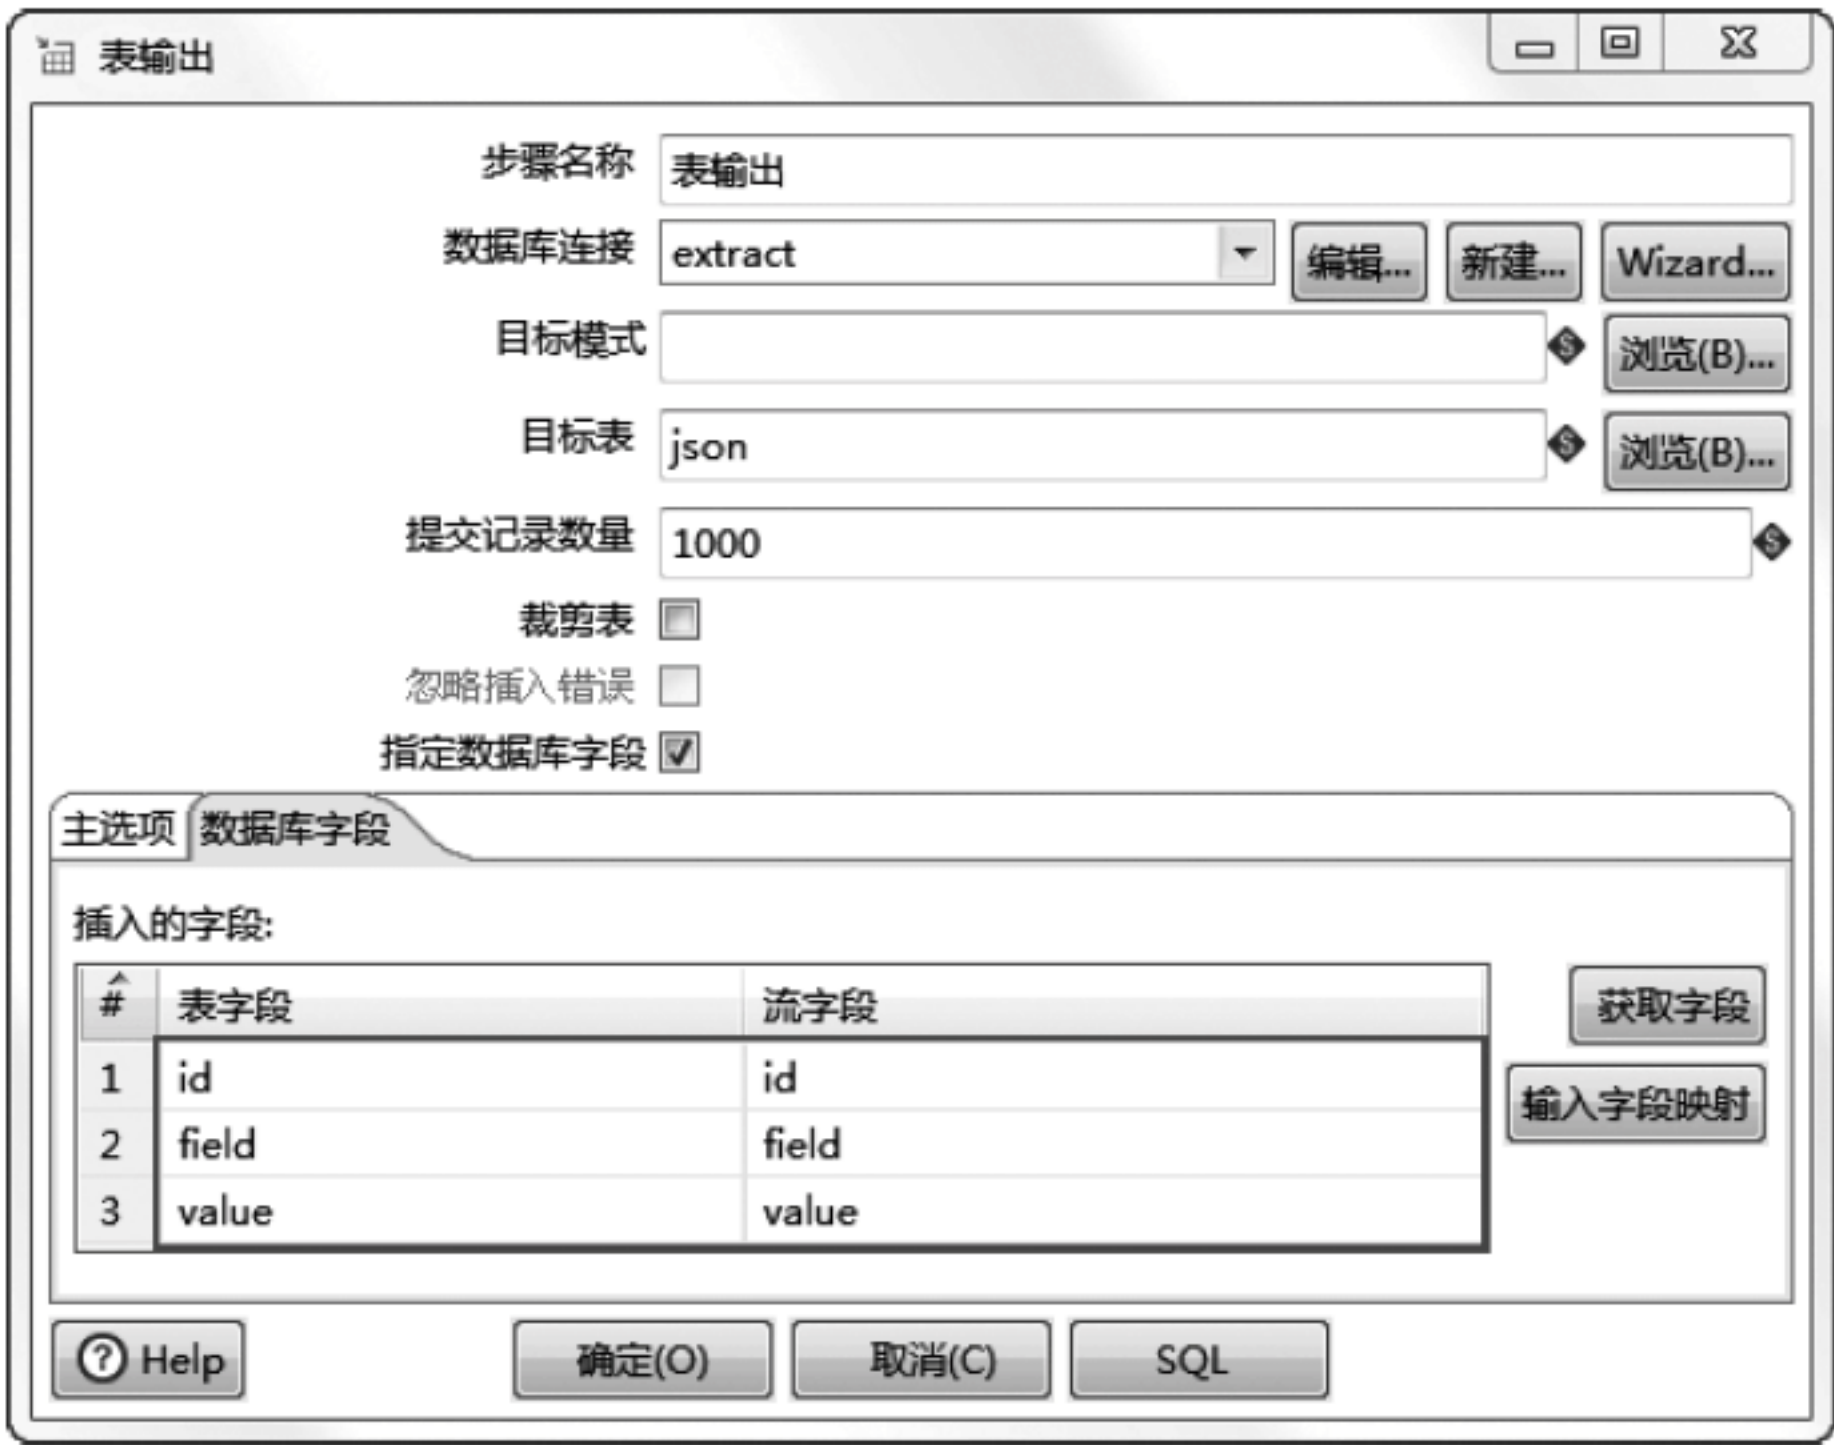 表输出
步骤名称 表输出
数据库连接 extract 编辑... 新建... Wizard...
目标模式 浏览(B)...
目标表 json 浏览(B)...
提交记录数量 1000
裁剪表
忽略插入错误
指定数据库字段
主选项 数据库字段
插入的字段:
# 表字段 流字段 获取字段
1 id id
输入字段映射
2 field field
3 value value
Help 确定(O) 取消(C) SQL